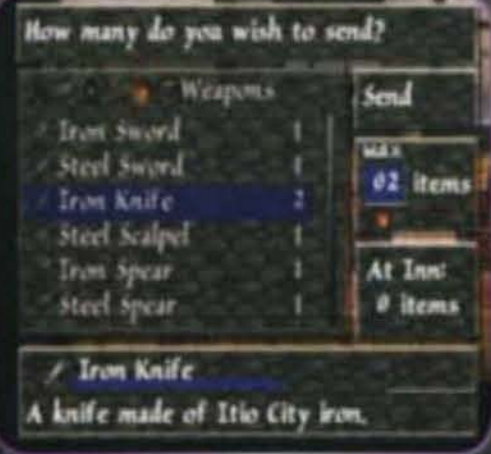 How many do you wish to send?
Weapons
Iron Sword 1
Steel Sword 1
Iron Knife 2
Steel Scalpel 1
Iron Spear 1
Steel Spear 1
Send
Max
02 items
At Inn:
0 items
Iron Knife
A knife made of Itio City iron.